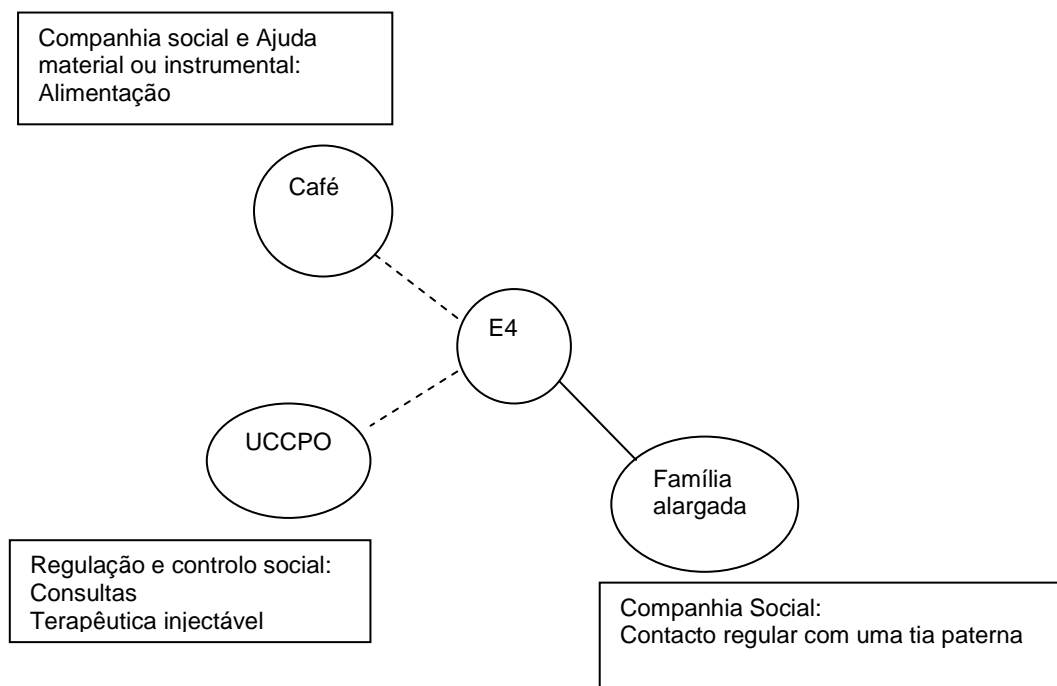 Companhia social e Ajuda
material ou instrumental:
Alimentação
Café
E4
UCCPO
Família
alargada
Regulação e controlo social:
Consultas
Terapêutica injectável
Companhia Social:
Contacto regular com uma tia paterna